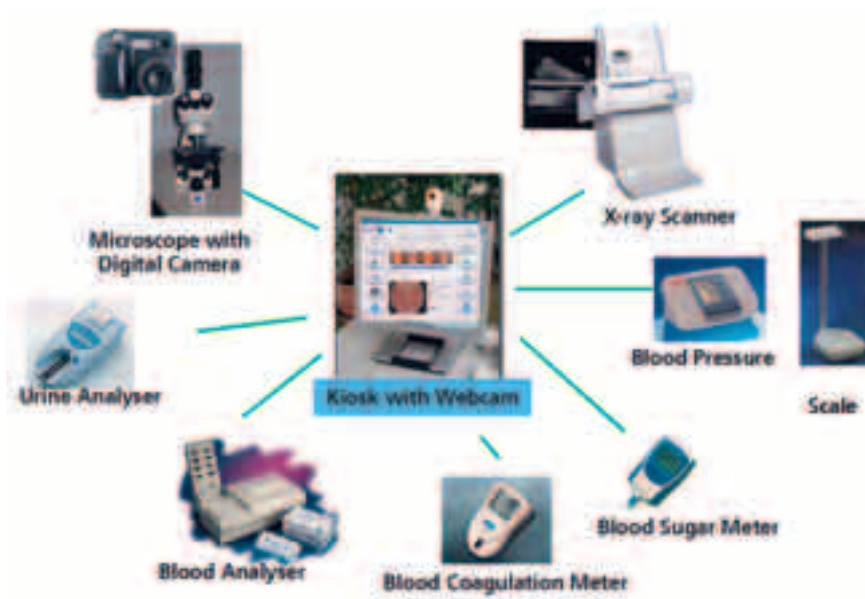 Microscope with
Digital Camera
X-ray Scanner
Urine Analyser
Kiosk with Webcam
Blood Pressure
Scale
Blood Analyser
Blood Coagulation Meter
Blood Sugar Meter